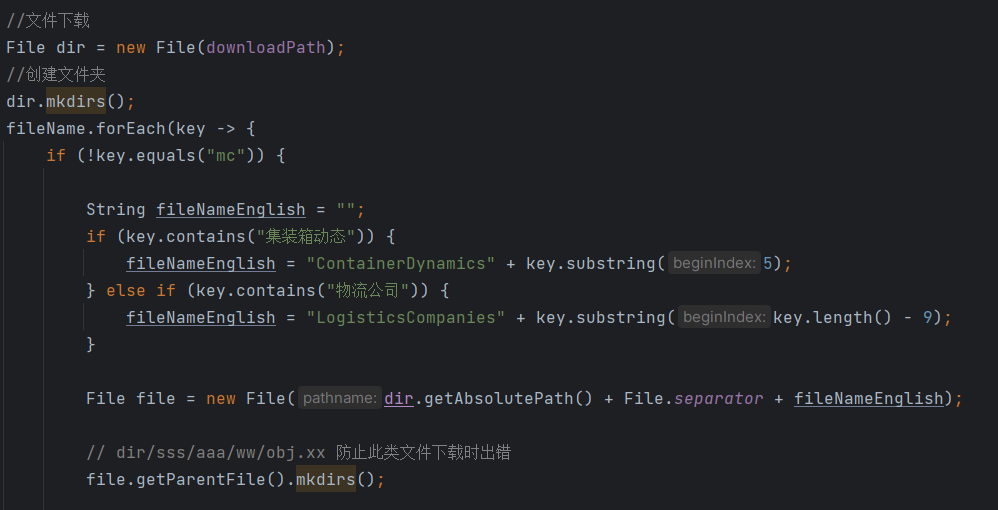 //文件下载
File dir = new File(downloadPath);
//创建文件夹
dir.mkdirs();
fileName.forEach(key -> {
if (!key.equals("mc")) {
String fileNameEnglish = "";
if (key.contains("集装箱动态")) {
fileNameEnglish = "ContainerDynamics" + key.substring( beginIndex: 5);
} else if (key.contains("物流公司")) {
fileNameEnglish = "LogisticsCompanies" + key.substring( beginIndex: key.length() - 9);
}
File file = new File( pathname: dir.getAbsolutePath() + File.separator + fileNameEnglish);
// dir/sss/aaa/ww/obj.xx 防止此类文件下载时出错
file.getParentFile().mkdirs();